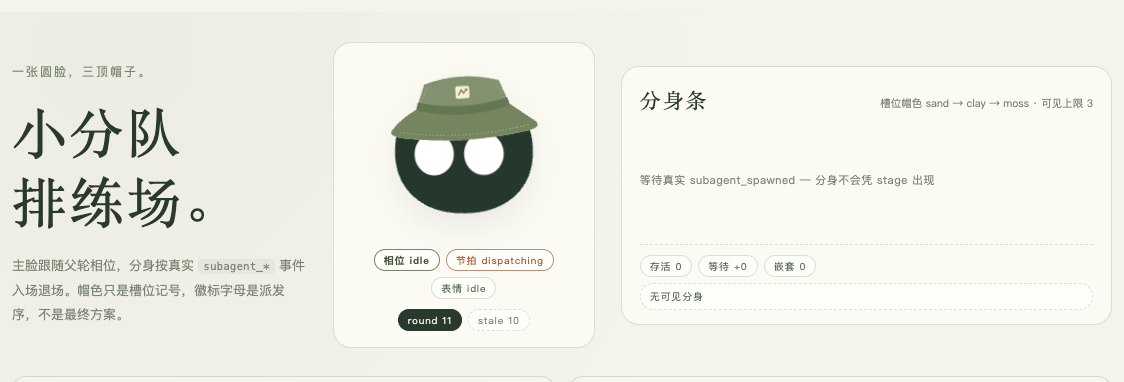 一张圆脸，三顶帽子。
小分队
排练场。
主脸跟随父轮相位，分身按真实 subagent_* 事件
入场退场。帽色只是槽位记号，徽标字母是派发
序，不是最终方案。
相位 idle
节拍 dispatching
表情 idle
round 11
stale 10
分身条
槽位帽色 sand → clay → moss · 可见上限 3
等待真实 subagent_spawned — 分身不会凭 stage 出现
存活 0
等待 +0
嵌套 0
无可见分身